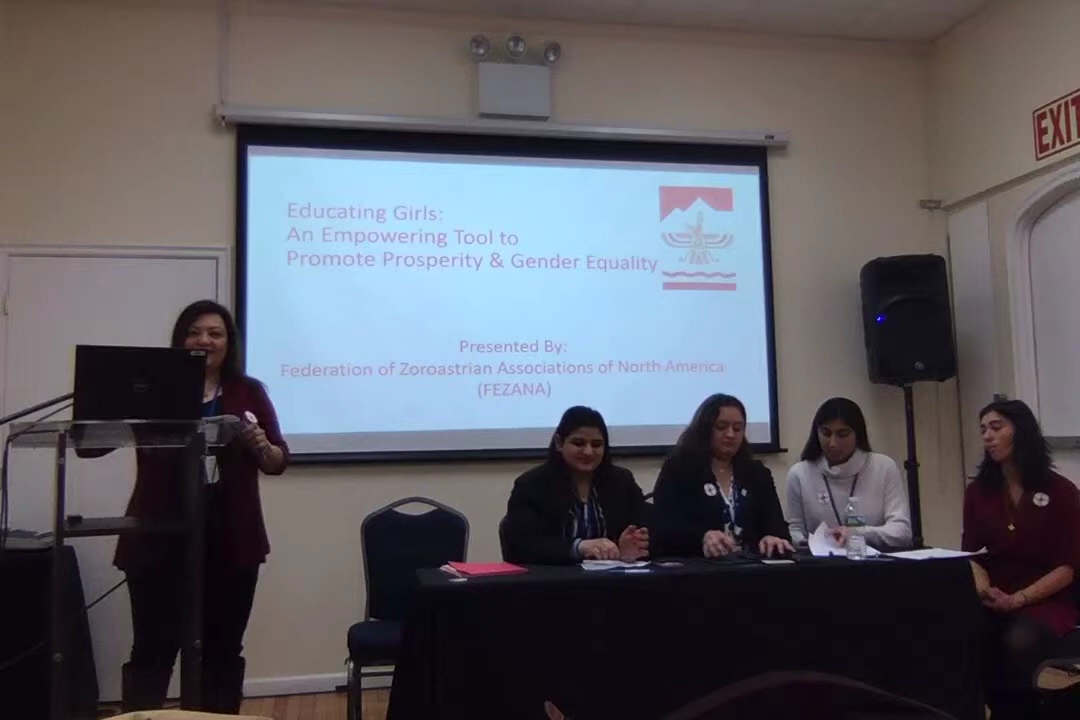 Educating Girls:
An Empowering Tool to
Promote Prosperity & Gender Equality
Presented By:
Federation of Zoroastrian Associations of North America
(FEZANA)
EXIT